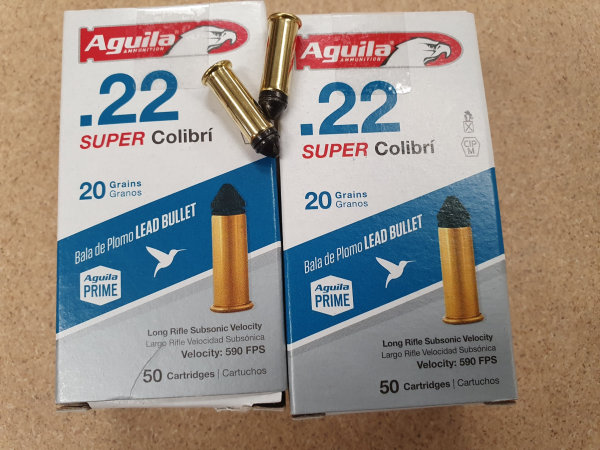 Aguila
AMMUNITION
.22
SUPER Colibrí
20 Grains
Granos
Bala de Plomo LEAD BULLET
Aguila
PRIME
Long Rifle Subsonic Velocity
Largo Rifle Velocidad Subsónica
Velocity: 590 FPS
50 Cartridges | Cartuchos
Aguila
AMMUNITION
.22
SUPER Colibrí
CIP
M
20 Grains
Granos
Bala de Plomo LEAD BULLET
Aguila
PRIME
Long Rifle Subsonic Velocity
Largo Rifle Velocidad Subsónica
Velocity: 590 FPS
50 Cartridges | Cartuchos